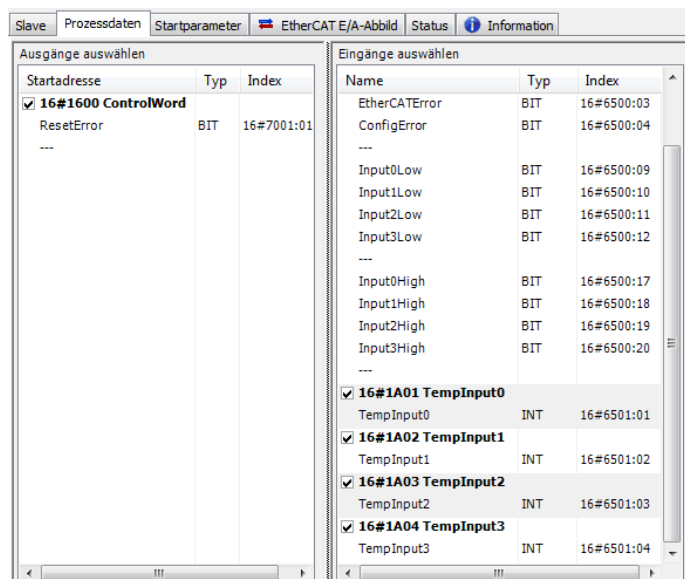 Slave Prozessdaten Startparameter EtherCAT E/A-Abbild Status Information
Ausgänge auswählen
Startadresse Typ Index
16#1600 ControlWord
ResetError BIT 16#7001:01
---
Eingänge auswählen
Name Typ Index
EtherCATError BIT 16#6500:03
ConfigError BIT 16#6500:04
---
Input0Low BIT 16#6500:09
Input1Low BIT 16#6500:10
Input2Low BIT 16#6500:11
Input3Low BIT 16#6500:12
---
Input0High BIT 16#6500:17
Input1High BIT 16#6500:18
Input2High BIT 16#6500:19
Input3High BIT 16#6500:20
---
16#1A01 TempInput0
TempInput0 INT 16#6501:01
16#1A02 TempInput1
TempInput1 INT 16#6501:02
16#1A03 TempInput2
TempInput2 INT 16#6501:03
16#1A04 TempInput3
TempInput3 INT 16#6501:04